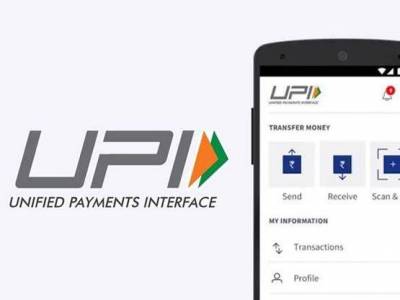 UPI
UNIFIED PAYMENTS INTERFACE
UPI
UNIFIED PAYMENTS INTERFACE
TRANSFER MONEY
₹
₹
Send
Receive
Scan &
MY INFORMATION
Transactions
Profile